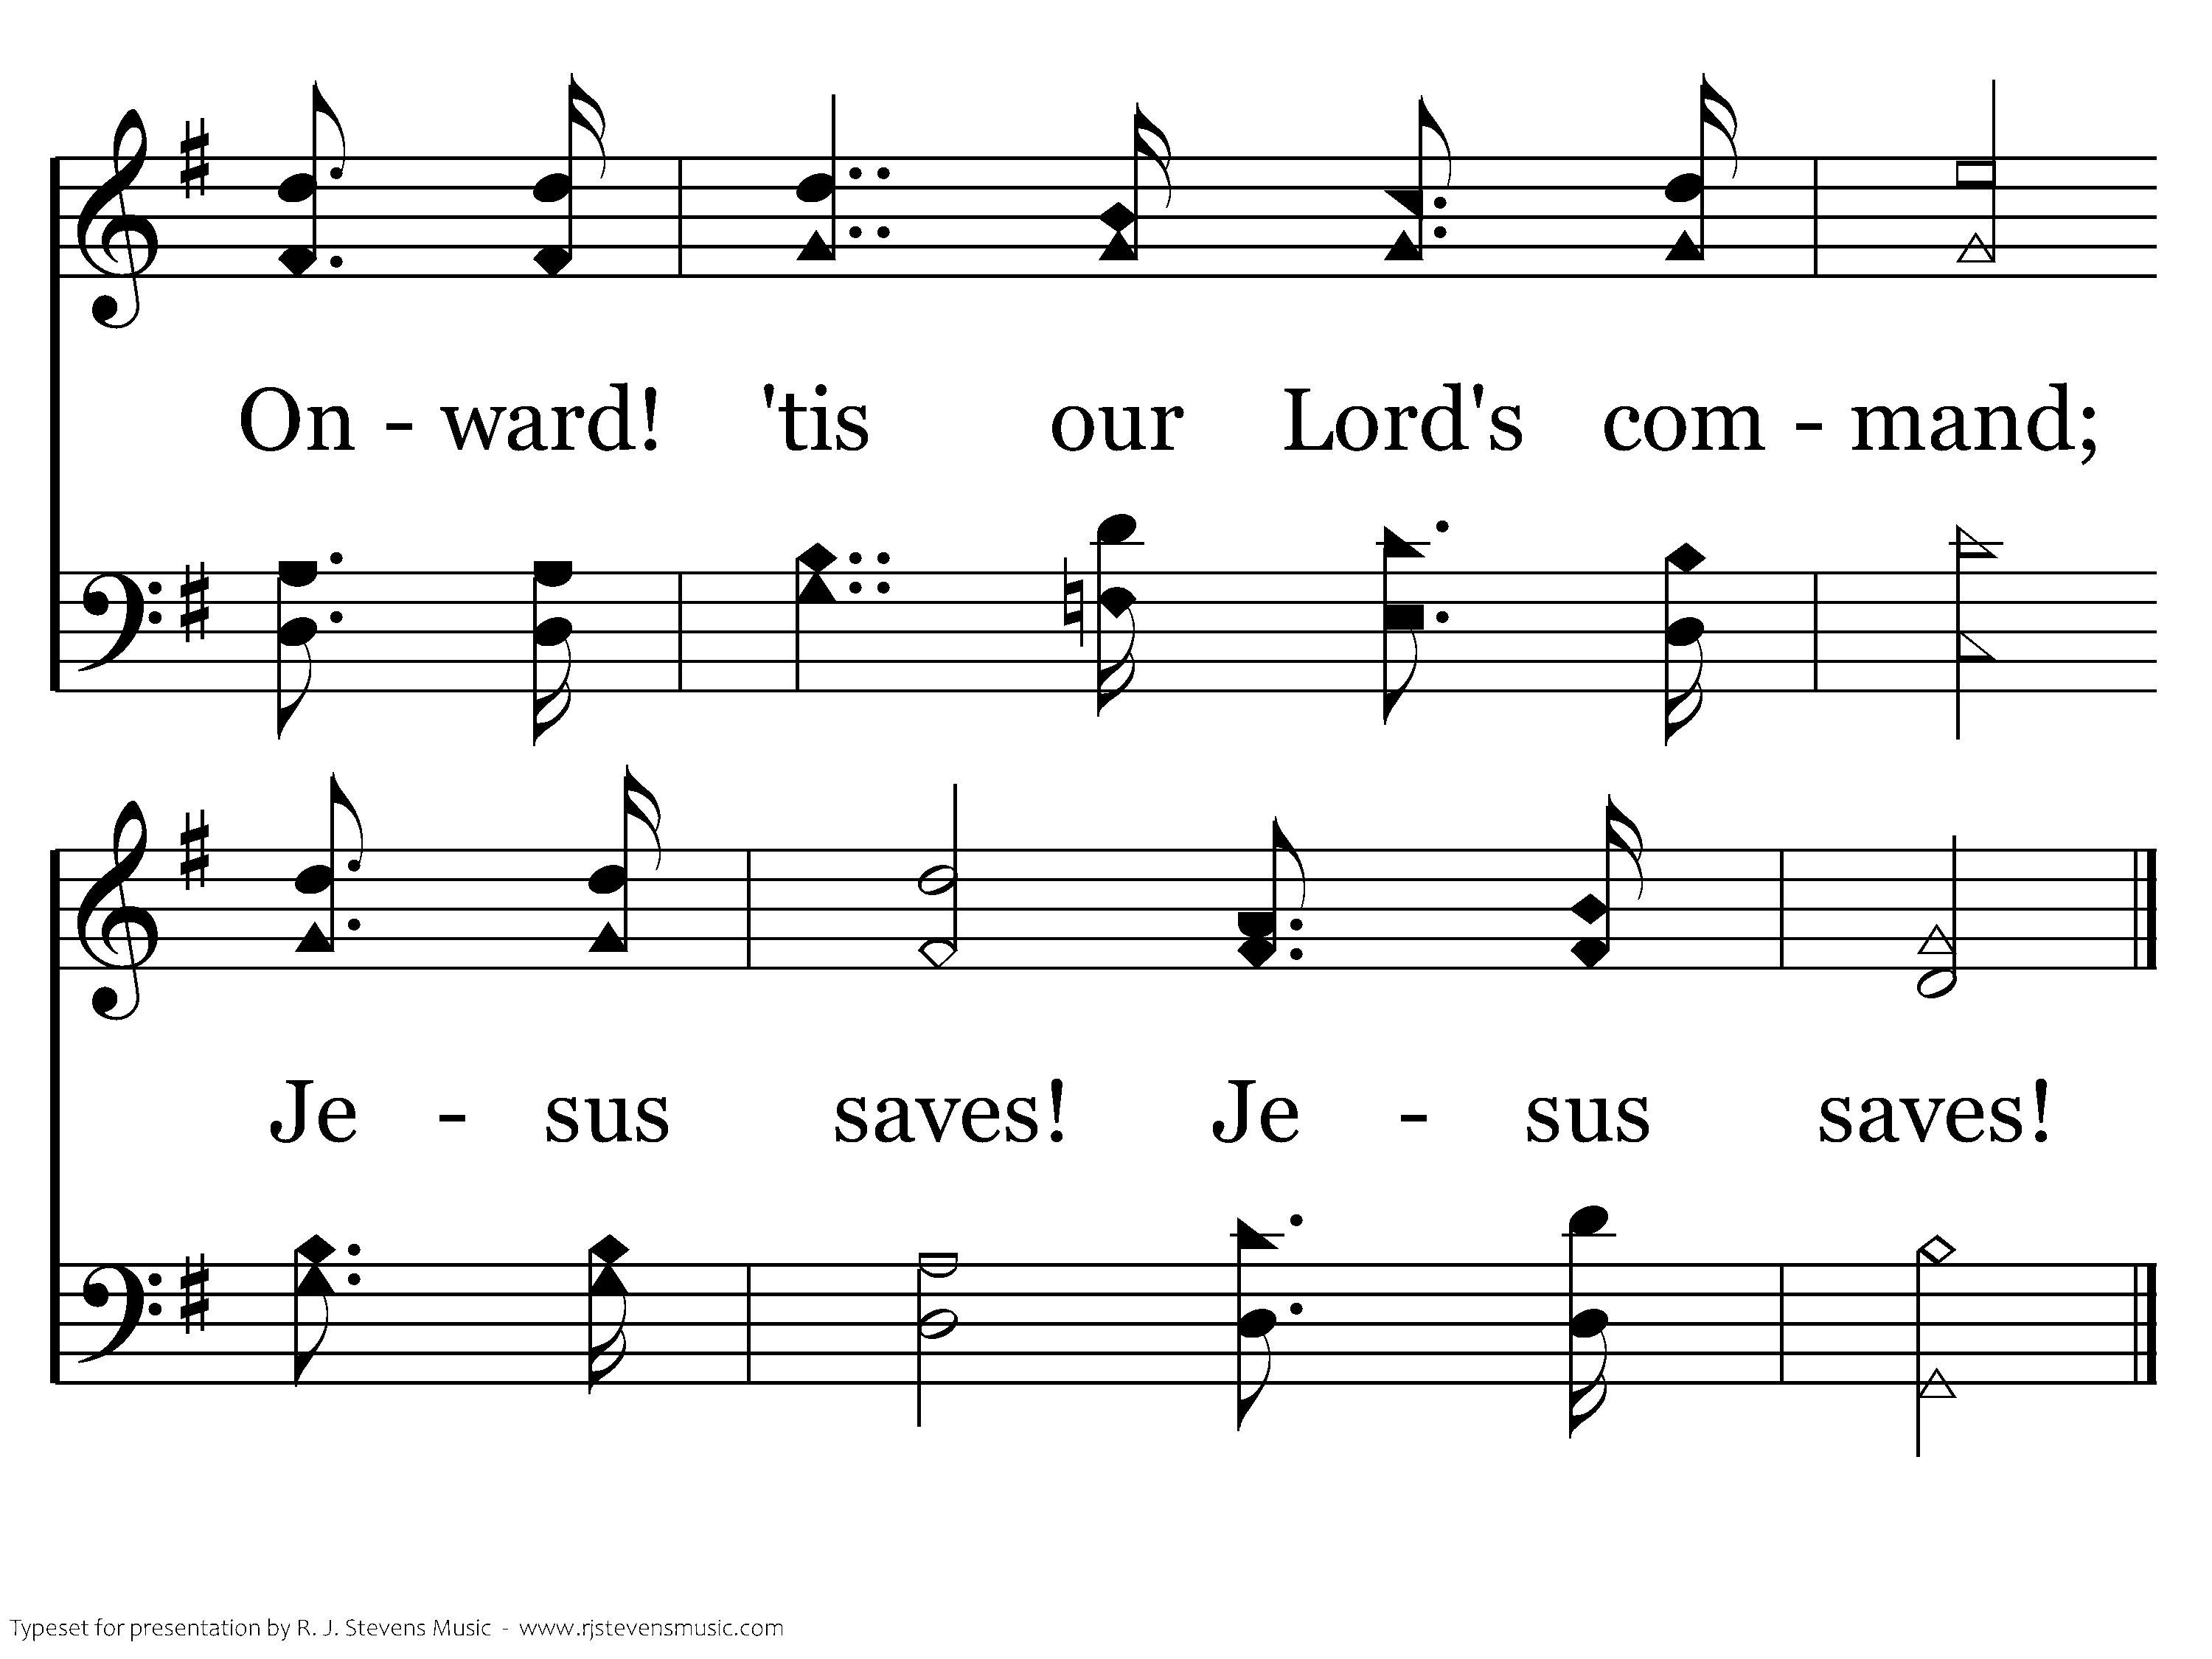 On - ward! 'tis our Lord's com - mand;
Je - sus saves! Je - sus saves!
Typeset for presentation by R. J. Stevens Music - www.rjstevensmusic.com